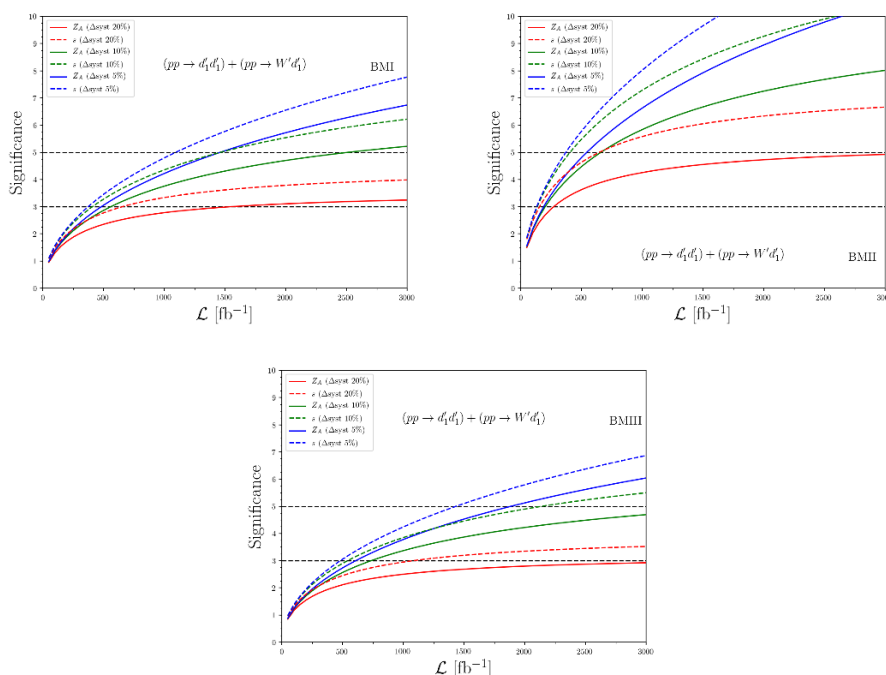 Z_A (Δsyst 20%)
s (Δsyst 20%)
Z_A (Δsyst 10%)
s (Δsyst 10%)
Z_A (Δsyst 5%)
s (Δsyst 5%)
(pp → d′₁d′₁) + (pp → W′d′₁)
BMI
Significance
10
9
8
7
6
5
4
3
2
1
0
0 500 1000 1500 2000 2500 3000
𝓛 [fb⁻¹]
Z_A (Δsyst 20%)
s (Δsyst 20%)
Z_A (Δsyst 10%)
s (Δsyst 10%)
Z_A (Δsyst 5%)
s (Δsyst 5%)
(pp → d′₁d′₁) + (pp → W′d′₁)
BMII
Significance
10
9
8
7
6
5
4
3
2
1
0
0 500 1000 1500 2000 2500 3000
𝓛 [fb⁻¹]
Z_A (Δsyst 20%)
s (Δsyst 20%)
Z_A (Δsyst 10%)
s (Δsyst 10%)
Z_A (Δsyst 5%)
s (Δsyst 5%)
(pp → d′₁d′₁) + (pp → W′d′₁)
BMIII
Significance
10
9
8
7
6
5
4
3
2
1
0
0 500 1000 1500 2000 2500 3000
𝓛 [fb⁻¹]